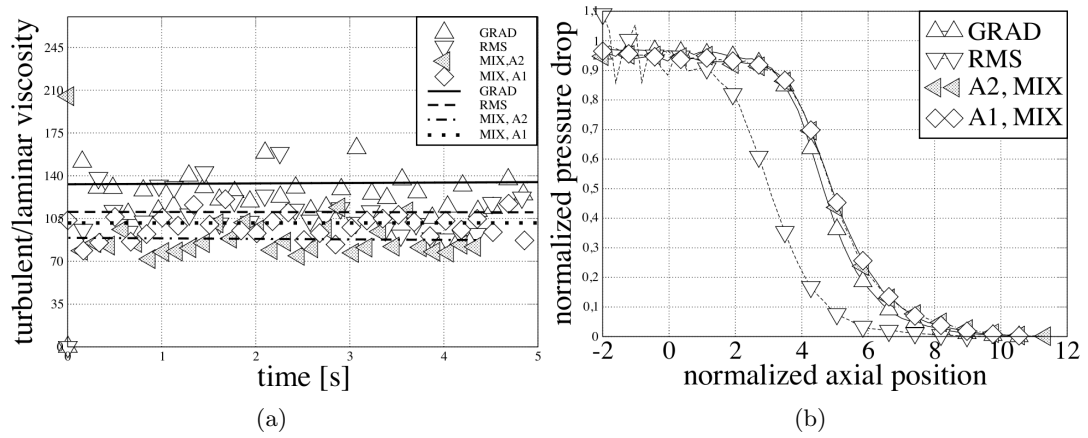 turbulent/laminar viscosity
245
210
175
140
105
70
35
0
0
1
2
3
4
5
time [s]
GRAD
RMS
MIX,A2
MIX, A1
GRAD
RMS
MIX, A2
MIX, A1
(a)
normalized pressure drop
1,1
1
0,9
0,8
0,7
0,6
0,5
0,4
0,3
0,2
0,1
0
-2
0
2
4
6
8
10
12
normalized axial position
GRAD
RMS
A2, MIX
A1, MIX
(b)